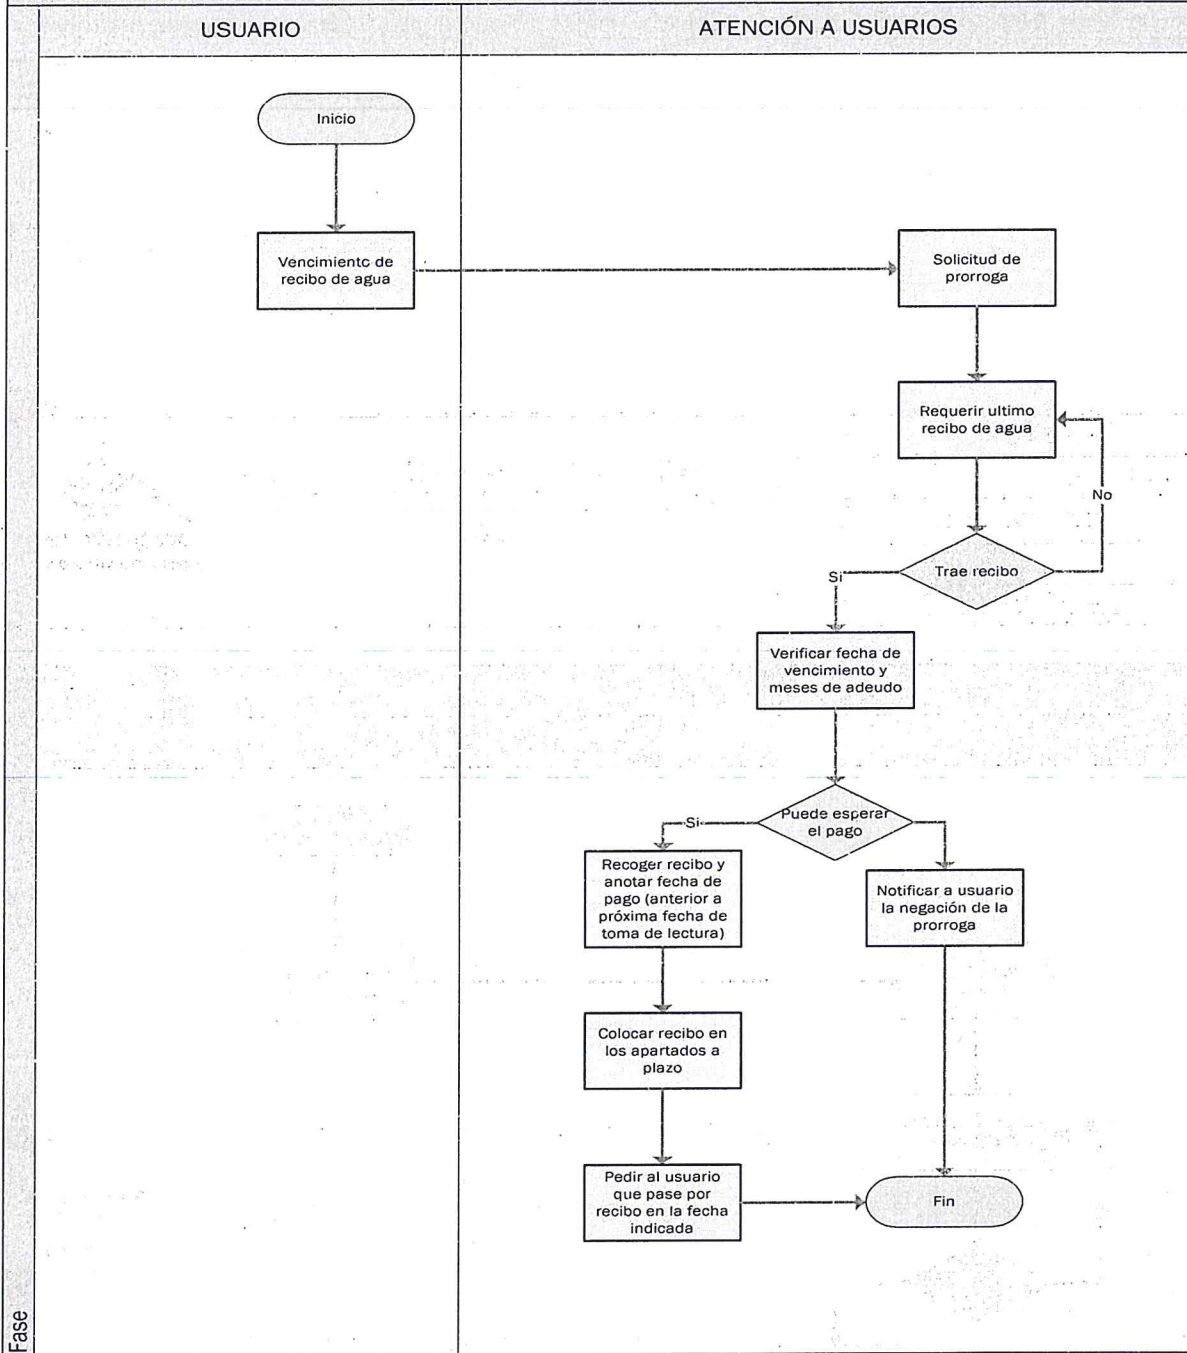 USUARIO
ATENCIÓN A USUARIOS
Inicio
Vencimiento de
recibo de agua
Solicitud de
prorroga
Requerir ultimo
recibo de agua
No
Trae recibo
Si
Verificar fecha de
vencimiento y
meses de adeudo
Puede esperar
el pago
Si
Recoger recibo y
anotar fecha de
pago (anterior a
próxima fecha de
toma de lectura)
Notificar a usuario
la negación de la
prorroga
Colocar recibo en
los apartados a
plazo
Pedir al usuario
que pase por
recibo en la fecha
indicada
Fin
Fase